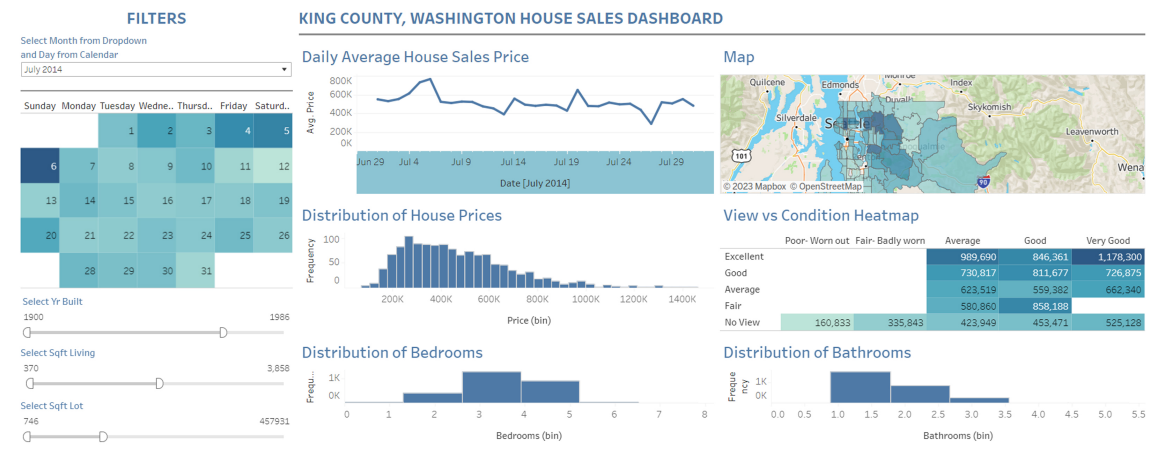 FILTERS
Select Month from Dropdown
and Day from Calendar
July 2014
Sunday Monday Tuesday Wedne.. Thursd.. Friday Saturd..
1 2 3 4 5
6 7 8 9 10 11 12
13 14 15 16 17 18 19
20 21 22 23 24 25 26
28 29 30 31
Select Yr Built
1900 1986
Select Sqft Living
370 3,858
Select Sqft Lot
746 457931
KING COUNTY, WASHINGTON HOUSE SALES DASHBOARD
Daily Average House Sales Price
Avg. Price
800K
600K
400K
200K
0K
Jun 29 Jul 4 Jul 9 Jul 14 Jul 19 Jul 24 Jul 29
Date [July 2014]
Map
Quilcene
Edmonds
Monroe
Index
Duvall
Skykomish
Silverdale
Leavenworth
101
90
Wena
© 2023 Mapbox © OpenStreetMap
Distribution of House Prices
Frequency
100
50
0
200K 400K 600K 800K 1000K 1200K 1400K
Price (bin)
View vs Condition Heatmap
Poor- Worn out Fair- Badly worn Average Good Very Good
Excellent 989,690 846,361 1,178,300
Good 730,817 811,677 726,875
Average 623,519 559,382 662,340
Fair 580,860 858,188
No View 160,833 335,843 423,949 453,471 525,128
Distribution of Bedrooms
Frequ...
1K
0K
0 1 2 3 4 5 6 7 8
Bedrooms (bin)
Distribution of Bathrooms
Freque
ncy
1K
0K
0.0 0.5 1.0 1.5 2.0 2.5 3.0 3.5 4.0 4.5 5.0 5.5
Bathrooms (bin)